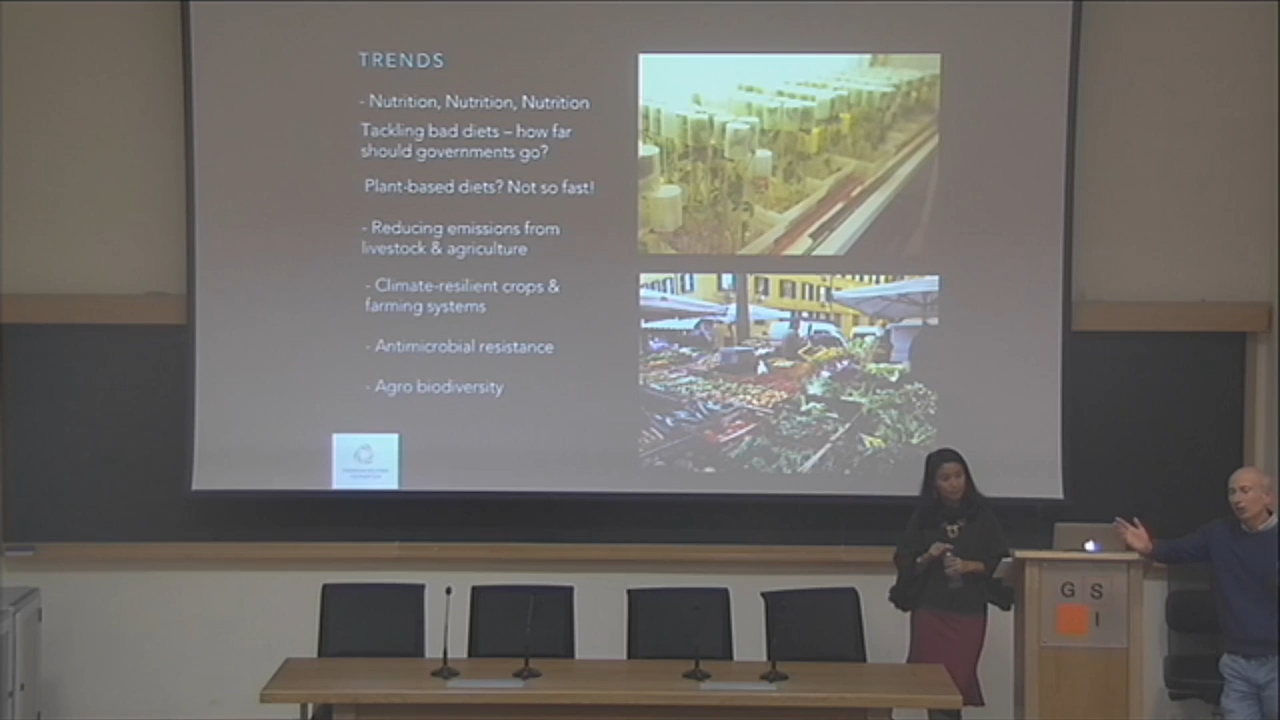 TRENDS
- Nutrition, Nutrition, Nutrition
Tackling bad diets – how far
should governments go?
Plant-based diets? Not so fast!
- Reducing emissions from
livestock & agriculture
- Climate-resilient crops &
farming systems
- Antimicrobial resistance
- Agro biodiversity
G S
I